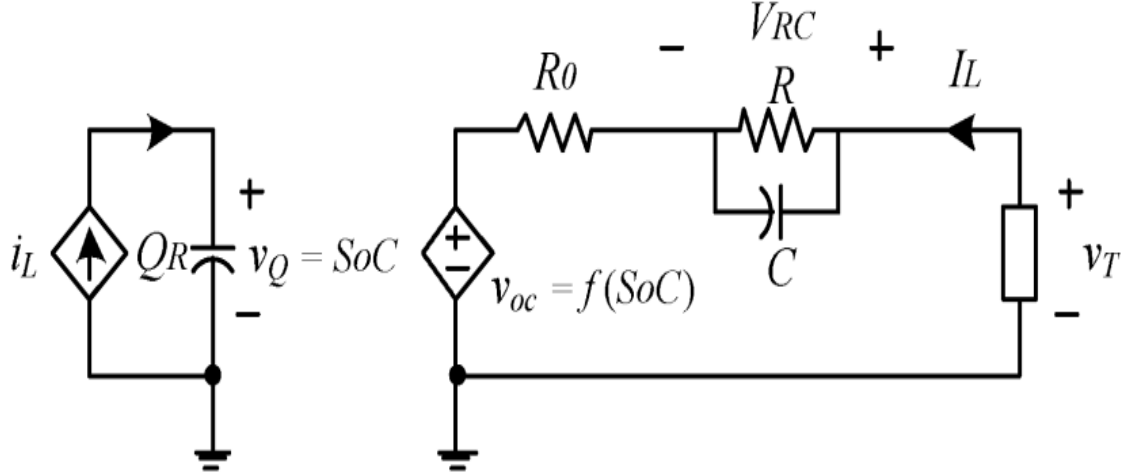 V_RC
− +
R0
R
I_L
i_L
Q_R
+
v_Q = SoC
−
+
−
v_oc = f(SoC)
C
+
v_T
−